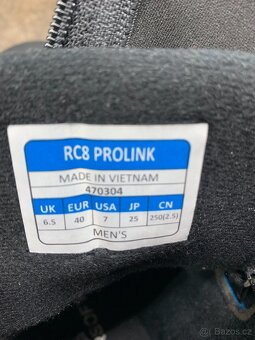 RC8 PROLINK
MADE IN VIETNAM
470304
UK EUR USA JP CN
6.5 40 7 25 250(2.5)
MEN'S
Bazoš.cz